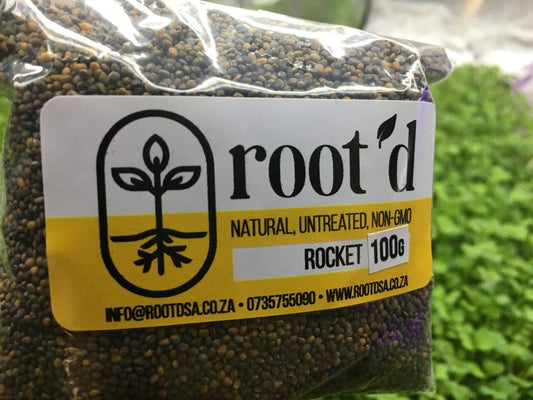 root'd
NATURAL, UNTREATED, NON-GMO
ROCKET 100G
INFO@ROOTDSA.CO.ZA • 0735755090 • WWW.ROOTDSA.CO.ZA